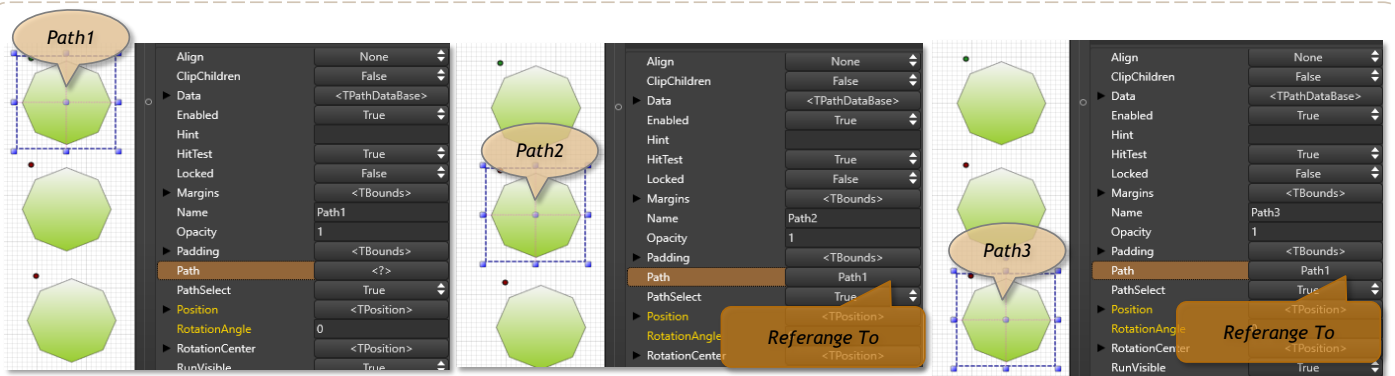 Path1
Align None
ClipChildren False
Data <TPathDataBase>
Enabled True
Hint
HitTest True
Locked False
Margins <TBounds>
Name Path1
Opacity 1
Padding <TBounds>
Path <?>
PathSelect True
Position <TPosition>
RotationAngle 0
RotationCenter <TPosition>
RunVisible True
Path2
Align None
ClipChildren False
Data <TPathDataBase>
Enabled True
Hint
HitTest True
Locked False
Margins <TBounds>
Name Path2
Opacity 1
Padding <TBounds>
Path Path1
PathSelect True
Position <TPosition>
RotationAngle
RotationCenter <TPosition>
Referange To
Path3
Align None
ClipChildren False
Data <TPathDataBase>
Enabled True
Hint
HitTest True
Locked False
Margins <TBounds>
Name Path3
Opacity 1
Padding <TBounds>
Path Path1
PathSelect True
Position <TPosition>
RotationAngle
RotationCenter <TPosition>
RunVisible True
Referange To